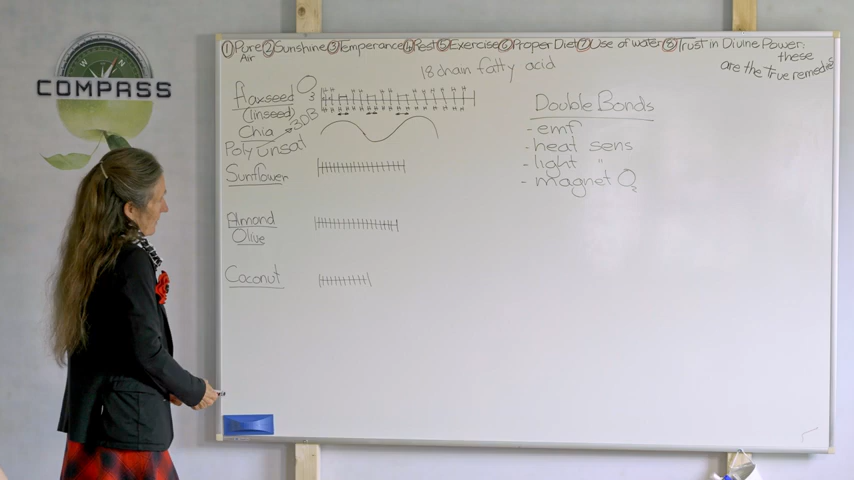 COMPASS
① Pure Air ② Sunshine ③ Temperance ④ Rest ⑤ Exercise ⑥ Proper Diet ⑦ Use of water ⑧ Trust in Divine Power:
these
are the true remedies
18 chain fatty acid
flaxseed O 3
(linseed) 3DB
Chia
Poly unsat
Sunflower
Almond
Olive
Coconut
Double Bonds
- emf
- heat sens
- light "
- magnet O₂